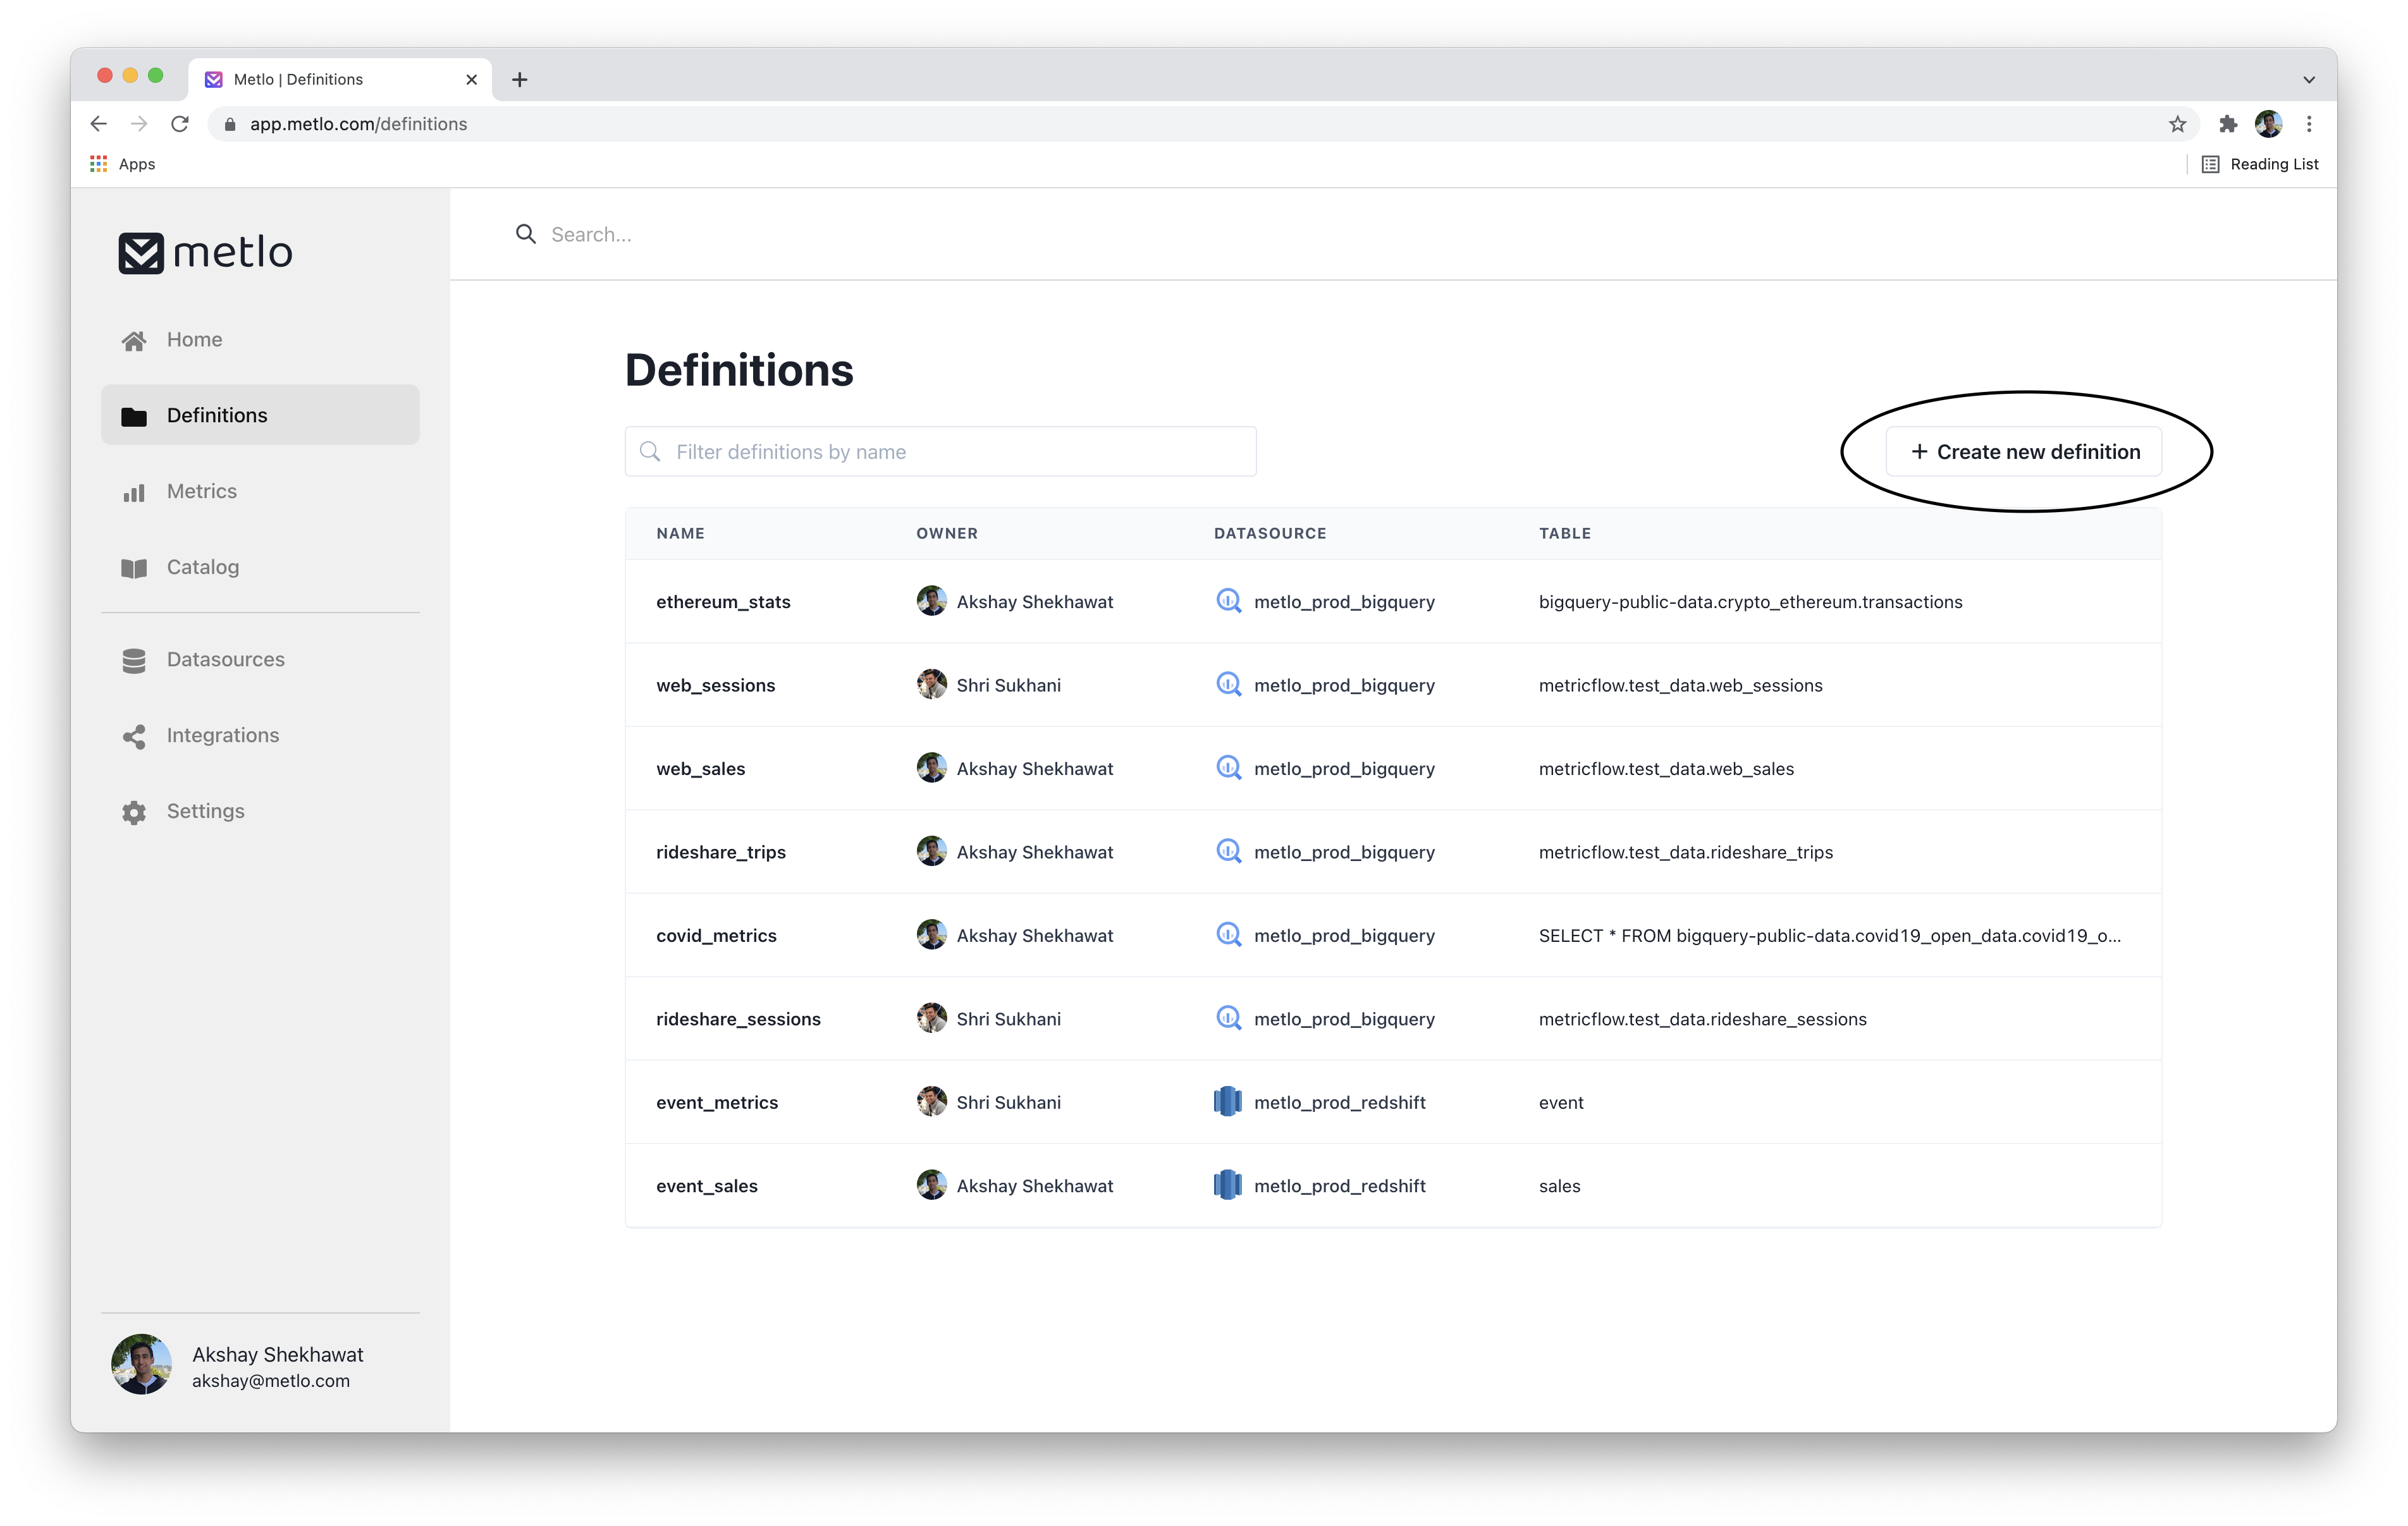 Metlo | Definitions
app.metlo.com/definitions
Apps
Reading List
metlo
Search...
Home
Definitions
Metrics
Catalog
Datasources
Integrations
Settings
Akshay Shekhawat
akshay@metlo.com
Definitions
Filter definitions by name
+ Create new definition
NAME OWNER DATASOURCE TABLE
ethereum_stats Akshay Shekhawat metlo_prod_bigquery bigquery-public-data.crypto_ethereum.transactions
web_sessions Shri Sukhani metlo_prod_bigquery metricflow.test_data.web_sessions
web_sales Akshay Shekhawat metlo_prod_bigquery metricflow.test_data.web_sales
rideshare_trips Akshay Shekhawat metlo_prod_bigquery metricflow.test_data.rideshare_trips
covid_metrics Akshay Shekhawat metlo_prod_bigquery SELECT * FROM bigquery-public-data.covid19_open_data.covid19_o...
rideshare_sessions Shri Sukhani metlo_prod_bigquery metricflow.test_data.rideshare_sessions
event_metrics Shri Sukhani metlo_prod_redshift event
event_sales Akshay Shekhawat metlo_prod_redshift sales